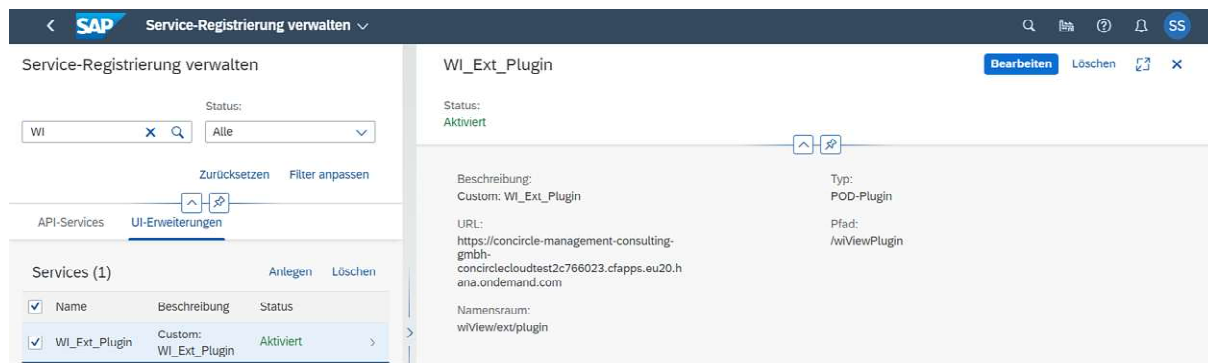 SAP Service-Registrierung verwalten SS
Service-Registrierung verwalten
Status:
WI Alle
Zurücksetzen Filter anpassen
API-Services UI-Erweiterungen
Services (1) Anlegen Löschen
Name Beschreibung Status
WI_Ext_Plugin Custom: WI_Ext_Plugin Aktiviert
WI_Ext_Plugin Bearbeiten Löschen
Status:
Aktiviert
Beschreibung:
Custom: WI_Ext_Plugin
URL:
https://concircle-management-consulting-
gmbh-
concirclecloudtest2c766023.cfapps.eu20.h
ana.ondemand.com
Namensraum:
wiView/ext/plugin
Typ:
POD-Plugin
Pfad:
/wiViewPlugin